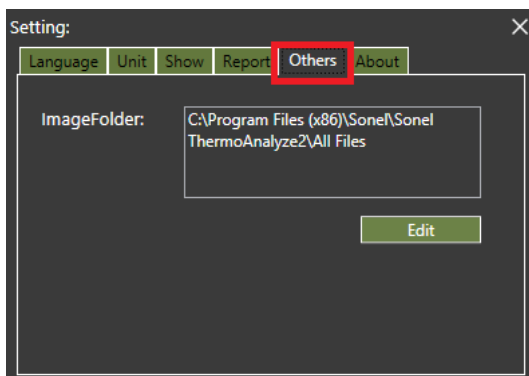 Setting:
Language Unit Show Report Others About
ImageFolder: C:\Program Files (x86)\Sonel\Sonel
ThermoAnalyze2\All Files
Edit